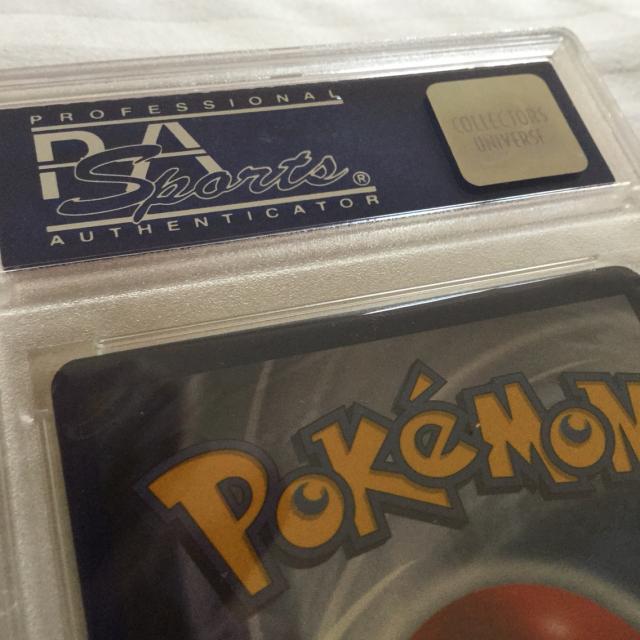 PROFESSIONAL
PSA
Sports®
AUTHENTICATOR
COLLECTORS
UNIVERSE
POKéMON